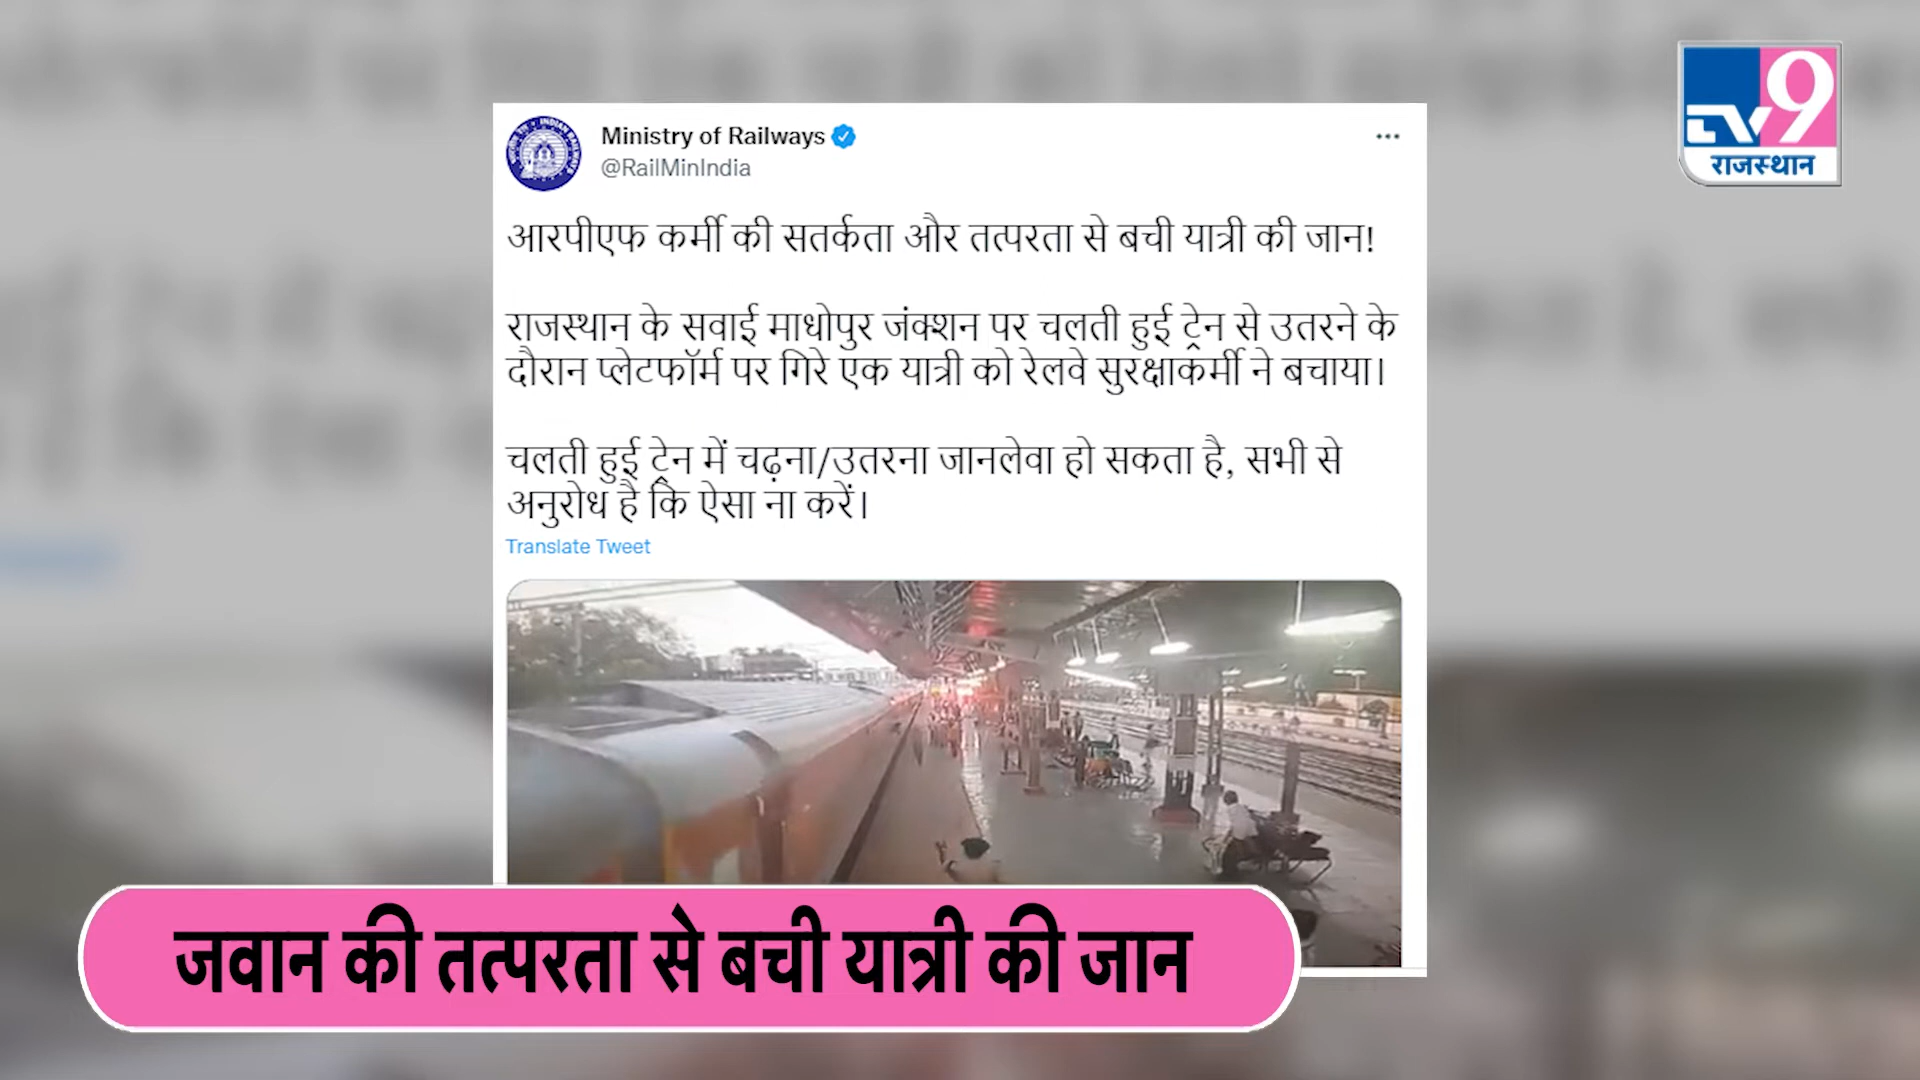 TV9
राजस्थान
Ministry of Railways
@RailMinIndia
आरपीएफ कर्मी की सतर्कता और तत्परता से बची यात्री की जान!
राजस्थान के सवाई माधोपुर जंक्शन पर चलती हुई ट्रेन से उतरने के
दौरान प्लेटफॉर्म पर गिरे एक यात्री को रेलवे सुरक्षाकर्मी ने बचाया।
चलती हुई ट्रेन में चढ़ना/उतरना जानलेवा हो सकता है, सभी से
अनुरोध है कि ऐसा ना करें।
Translate Tweet
जवान की तत्परता से बची यात्री की जान